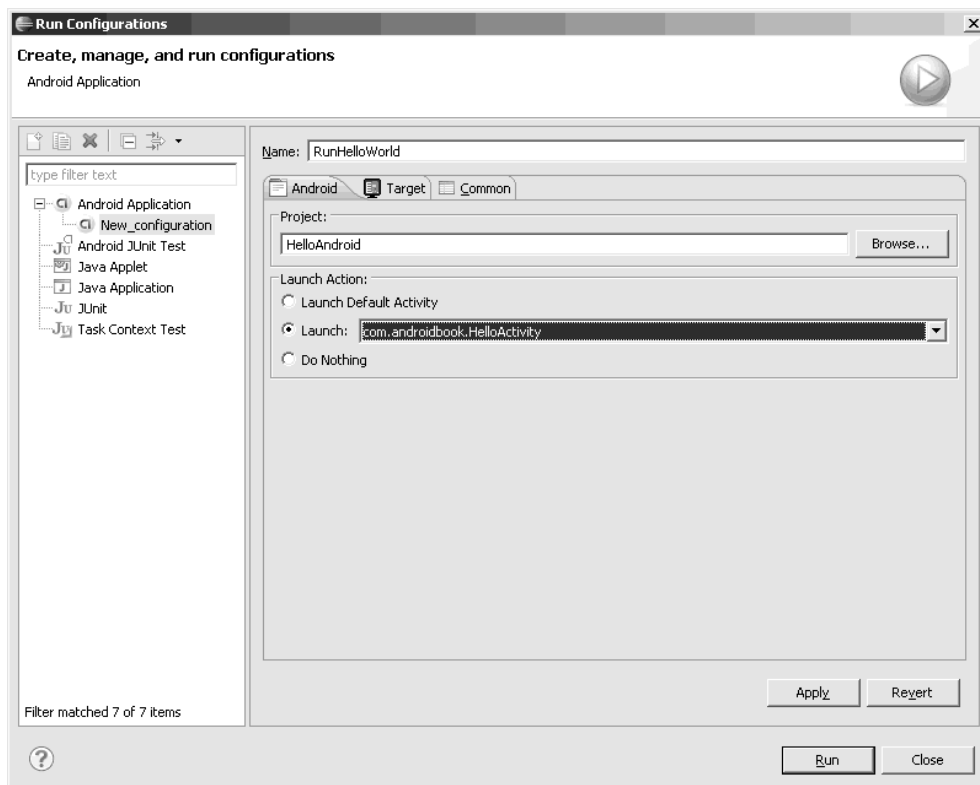 Run Configurations
Create, manage, and run configurations
Android Application
type filter text
Android Application
New_configuration
Android JUnit Test
Java Applet
Java Application
JUnit
Task Context Test
Filter matched 7 of 7 items
Name: RunHelloWorld
Android Target Common
Project:
HelloAndroid Browse...
Launch Action:
Launch Default Activity
Launch: com.androidbook.HelloActivity
Do Nothing
Apply Revert
Run Close